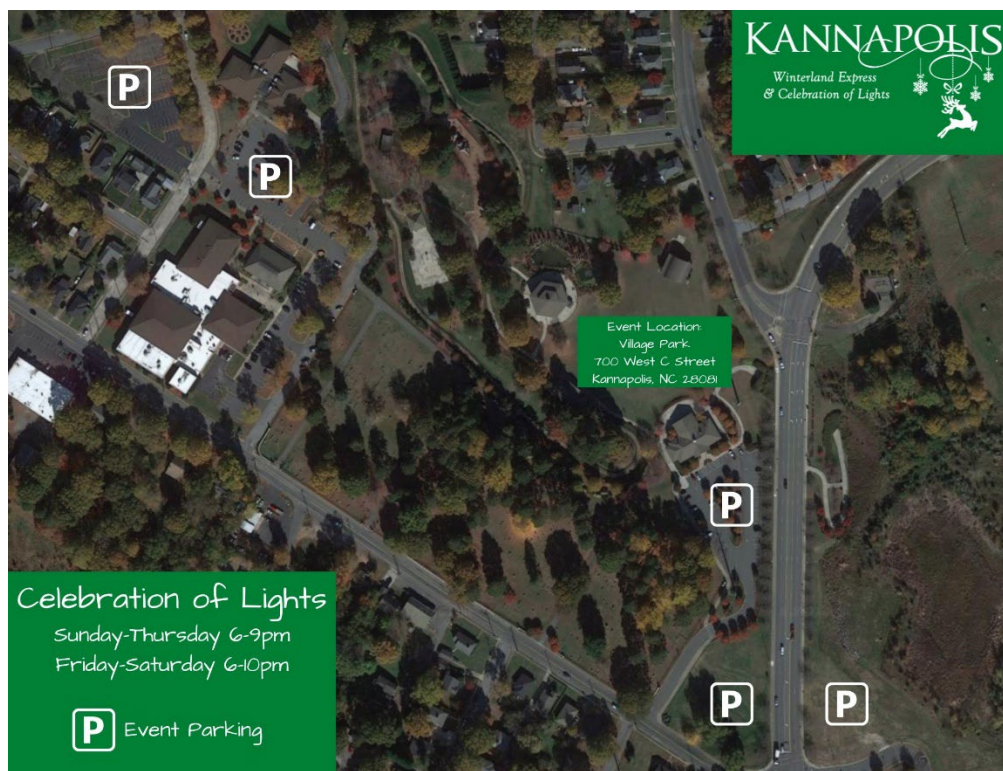 KANNAPOLIS
Winterland Express
& Celebration of Lights
P
P
Event Location:
Village Park
700 West C Street
Kannapolis, NC 28081
P
Celebration of Lights
Sunday-Thursday 6-9pm
Friday-Saturday 6-10pm
P Event Parking
P
P